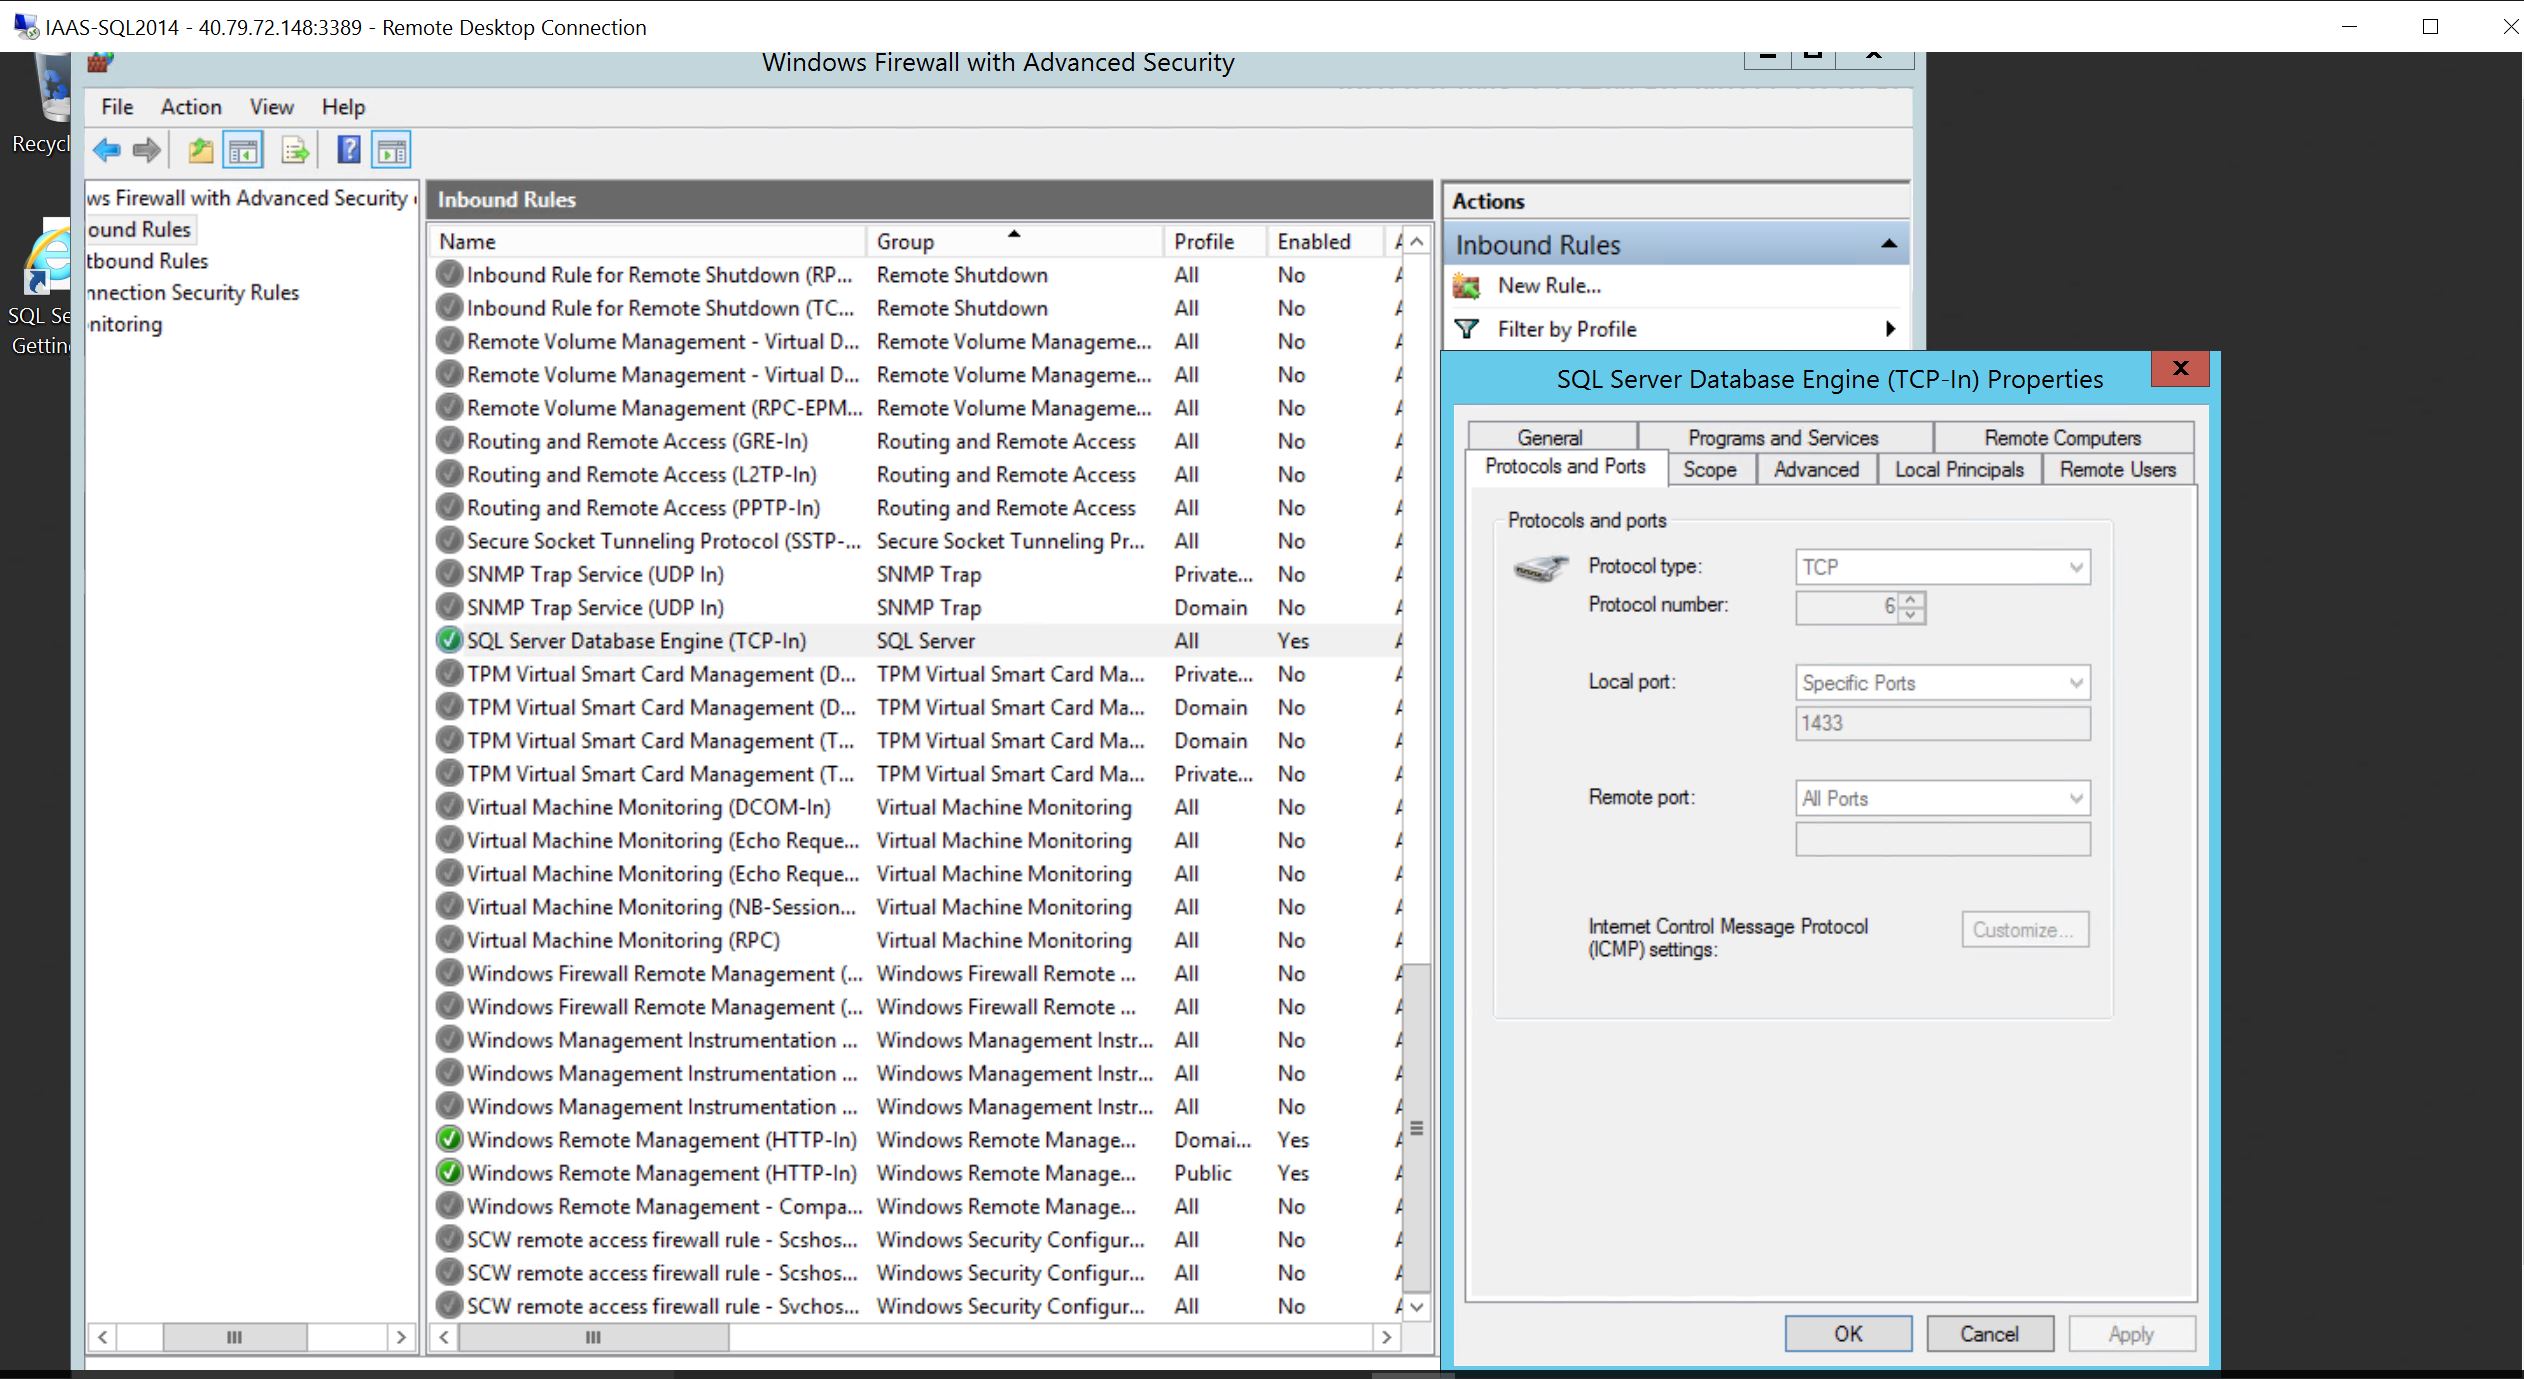 IAAS-SQL2014 - 40.79.72.148:3389 - Remote Desktop Connection
Windows Firewall with Advanced Security
File Action View Help
Recycl
SQL Se
Gettin
ws Firewall with Advanced Security
ound Rules
tbound Rules
nnection Security Rules
nitoring
Inbound Rules
Name Group Profile Enabled A
Inbound Rule for Remote Shutdown (RP... Remote Shutdown All No A
Inbound Rule for Remote Shutdown (TC... Remote Shutdown All No A
Remote Volume Management - Virtual D... Remote Volume Manageme... All No A
Remote Volume Management - Virtual D... Remote Volume Manageme... All No A
Remote Volume Management (RPC-EPM... Remote Volume Manageme... All No A
Routing and Remote Access (GRE-In) Routing and Remote Access All No A
Routing and Remote Access (L2TP-In) Routing and Remote Access All No A
Routing and Remote Access (PPTP-In) Routing and Remote Access All No A
Secure Socket Tunneling Protocol (SSTP-... Secure Socket Tunneling Pr... All No A
SNMP Trap Service (UDP In) SNMP Trap Private... No A
SNMP Trap Service (UDP In) SNMP Trap Domain No A
SQL Server Database Engine (TCP-In) SQL Server All Yes A
TPM Virtual Smart Card Management (D... TPM Virtual Smart Card Ma... Private... No A
TPM Virtual Smart Card Management (D... TPM Virtual Smart Card Ma... Domain No A
TPM Virtual Smart Card Management (T... TPM Virtual Smart Card Ma... Domain No A
TPM Virtual Smart Card Management (T... TPM Virtual Smart Card Ma... Private... No A
Virtual Machine Monitoring (DCOM-In) Virtual Machine Monitoring All No A
Virtual Machine Monitoring (Echo Reque... Virtual Machine Monitoring All No A
Virtual Machine Monitoring (Echo Reque... Virtual Machine Monitoring All No A
Virtual Machine Monitoring (NB-Session... Virtual Machine Monitoring All No A
Virtual Machine Monitoring (RPC) Virtual Machine Monitoring All No A
Windows Firewall Remote Management (... Windows Firewall Remote ... All No A
Windows Firewall Remote Management (... Windows Firewall Remote ... All No A
Windows Management Instrumentation ... Windows Management Instr... All No A
Windows Management Instrumentation ... Windows Management Instr... All No A
Windows Management Instrumentation ... Windows Management Instr... All No A
Windows Remote Management (HTTP-In) Windows Remote Manage... Domai... Yes A
Windows Remote Management (HTTP-In) Windows Remote Manage... Public Yes A
Windows Remote Management - Compa... Windows Remote Manage... All No A
SCW remote access firewall rule - Scshos... Windows Security Configur... All No A
SCW remote access firewall rule - Scshos... Windows Security Configur... All No A
SCW remote access firewall rule - Svchos... Windows Security Configur... All No A
Actions
Inbound Rules
New Rule...
Filter by Profile
SQL Server Database Engine (TCP-In) Properties
General Programs and Services Remote Computers
Protocols and Ports Scope Advanced Local Principals Remote Users
Protocols and ports
Protocol type: TCP
Protocol number: 6
Local port: Specific Ports
1433
Remote port: All Ports
Internet Control Message Protocol
(ICMP) settings: Customize...
OK Cancel Apply